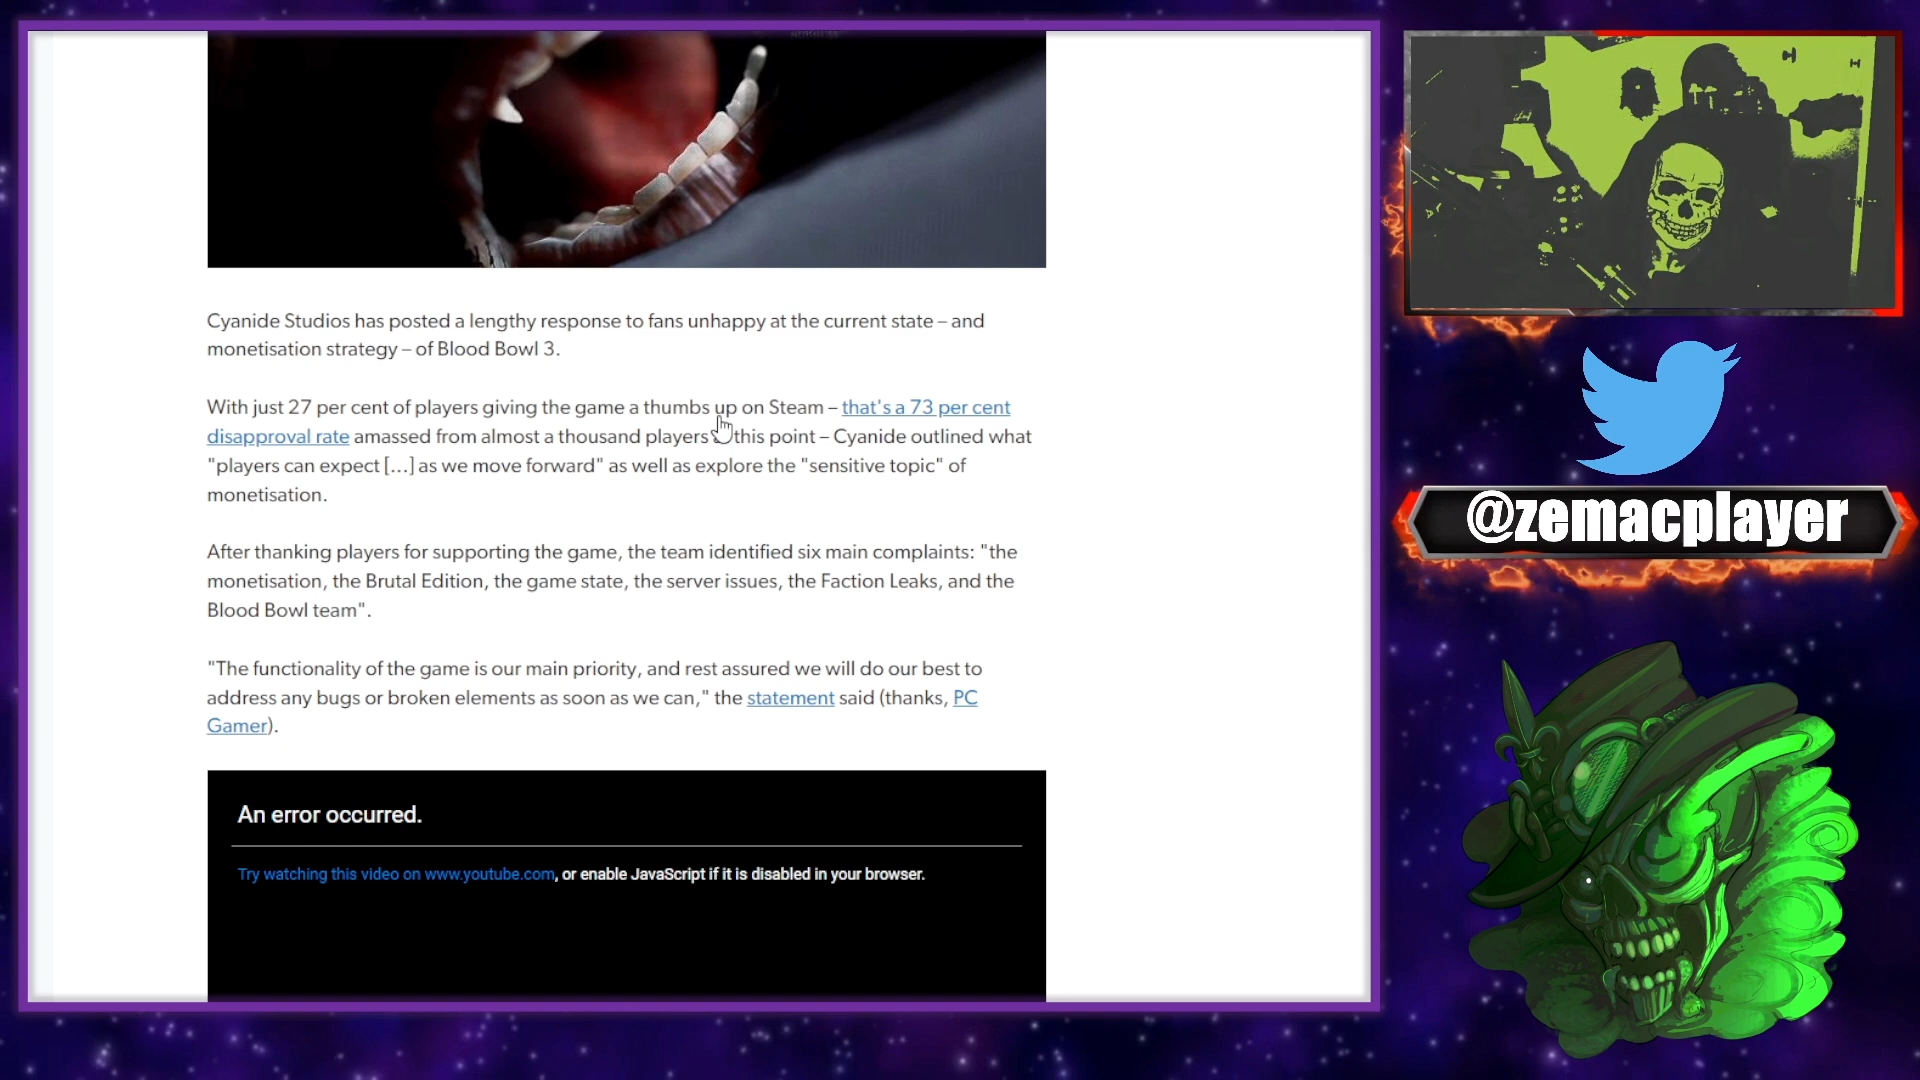 Cyanide Studios has posted a lengthy response to fans unhappy at the current state – and
monetisation strategy – of Blood Bowl 3.
With just 27 per cent of players giving the game a thumbs up on Steam – that's a 73 per cent
disapproval rate amassed from almost a thousand players this point – Cyanide outlined what
"players can expect [...] as we move forward" as well as explore the "sensitive topic" of
monetisation.
After thanking players for supporting the game, the team identified six main complaints: "the
monetisation, the Brutal Edition, the game state, the server issues, the Faction Leaks, and the
Blood Bowl team".
"The functionality of the game is our main priority, and rest assured we will do our best to
address any bugs or broken elements as soon as we can," the statement said (thanks, PC
Gamer).
An error occurred.
Try watching this video on www.youtube.com, or enable JavaScript if it is disabled in your browser.
@zemacplayer